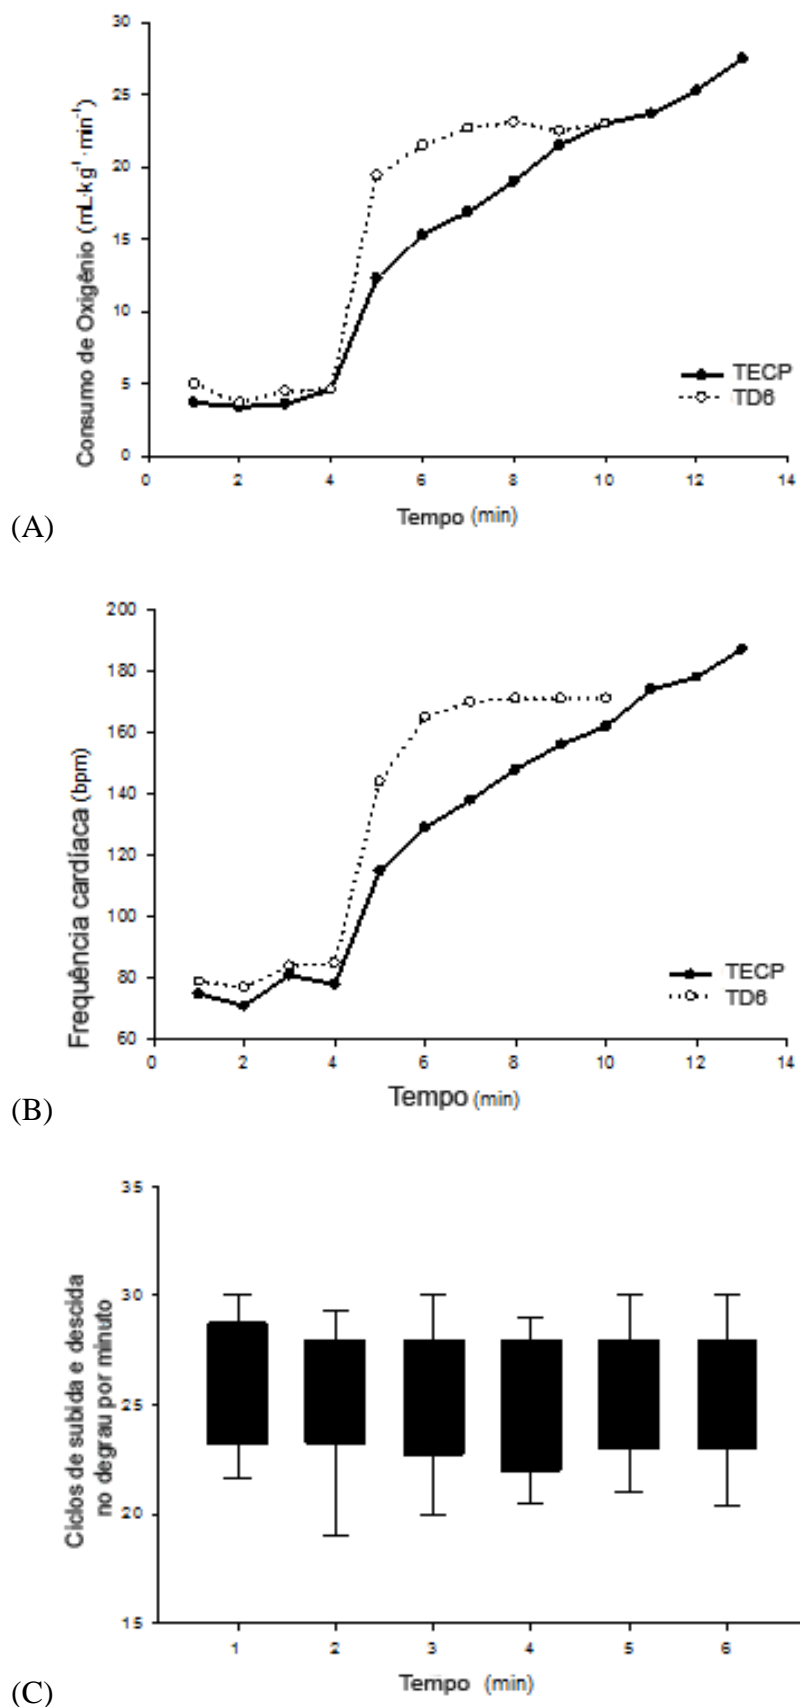 30
25
20
15
10
5
0
Consumo de Oxigênio (mL·kg⁻¹·min⁻¹)
TECP
TD6
0 2 4 6 8 10 12 14
Tempo (min)
(A)
200
180
160
140
120
100
80
60
Frequência cardíaca (bpm)
TECP
TD6
0 2 4 6 8 10 12 14
Tempo (min)
(B)
35
30
25
20
15
Ciclos de subida e descida
no degrau por minuto
1 2 3 4 5 6
Tempo (min)
(C)